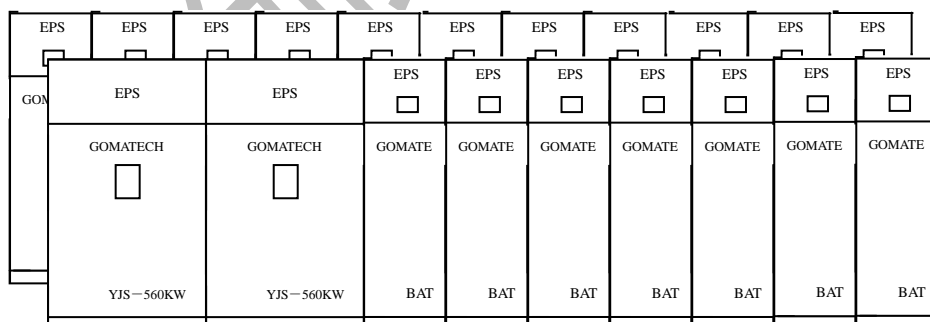 EPS EPS EPS EPS EPS EPS EPS EPS EPS EPS EPS
EPS EPS EPS EPS EPS EPS EPS EPS EPS
GOM
GOMATECH GOMATECH GOMATE GOMATE GOMATE GOMATE GOMATE GOMATE GOMATE
YJS－560KW YJS－560KW BAT BAT BAT BAT BAT BAT BAT